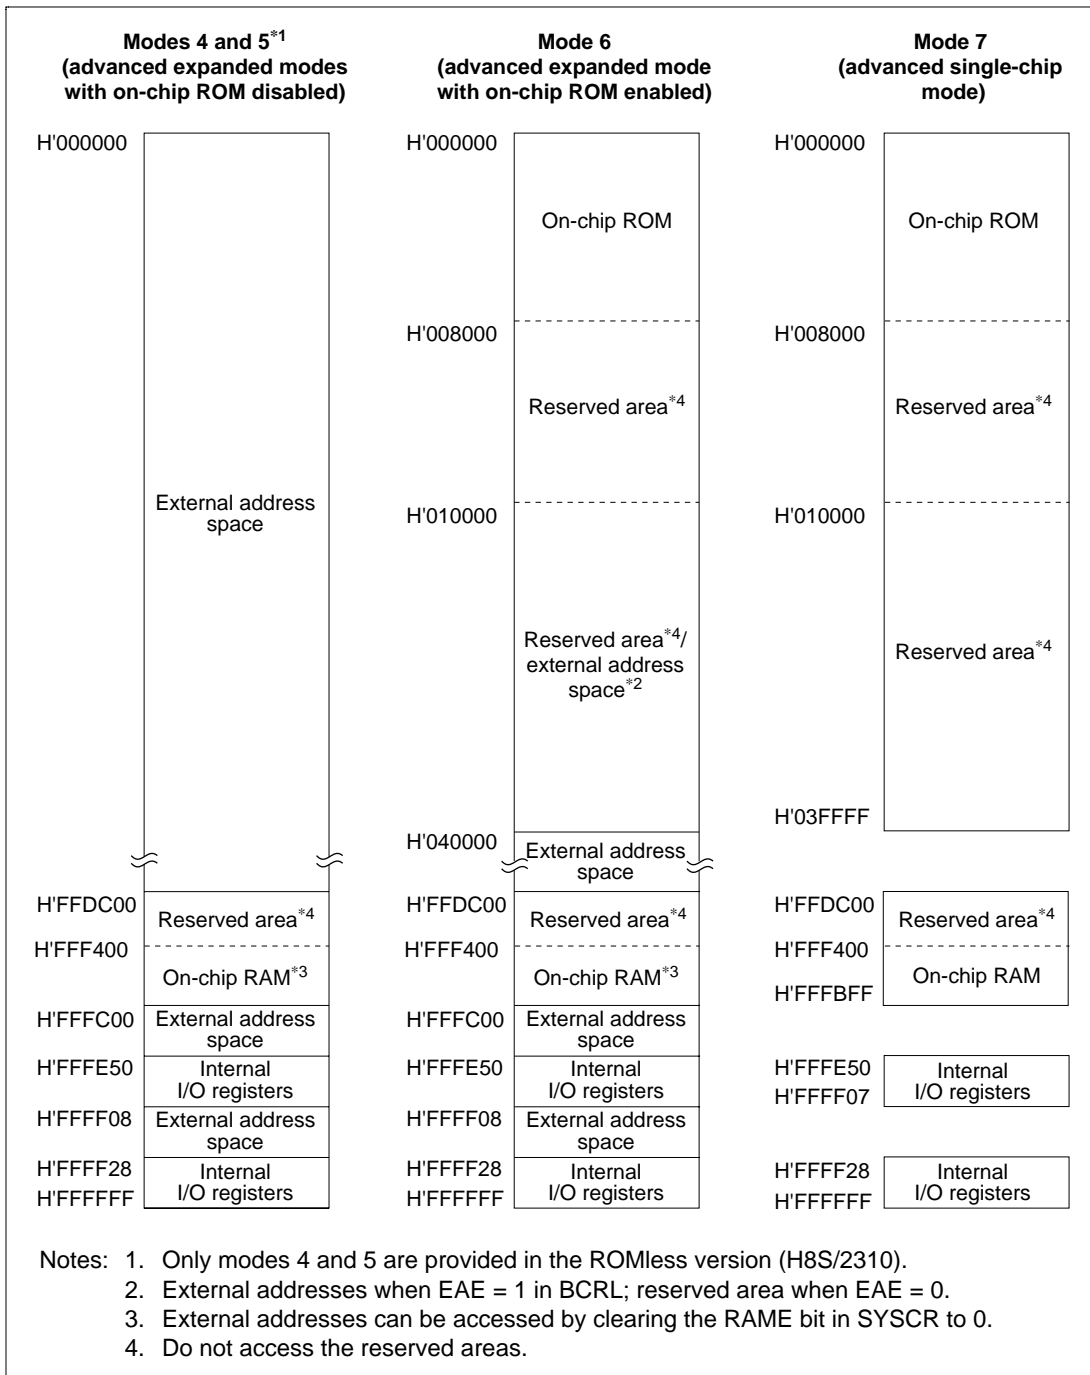 Modes 4 and 5*1
(advanced expanded modes
with on-chip ROM disabled)
H'000000
External address
space
H'FFDC00
Reserved area*4
H'FFF400
On-chip RAM*3
H'FFFC00
External address
space
H'FFFE50
Internal
I/O registers
H'FFFF08
External address
space
H'FFFF28
Internal
I/O registers
H'FFFFFF
Mode 6
(advanced expanded mode
with on-chip ROM enabled)
H'000000
On-chip ROM
H'008000
Reserved area*4
H'010000
Reserved area*4/
external address
space*2
H'040000
External address
space
H'FFDC00
Reserved area*4
H'FFF400
On-chip RAM*3
H'FFFC00
External address
space
H'FFFE50
Internal
I/O registers
H'FFFF08
External address
space
H'FFFF28
Internal
I/O registers
H'FFFFFF
Mode 7
(advanced single-chip
mode)
H'000000
On-chip ROM
H'008000
Reserved area*4
H'010000
Reserved area*4
H'03FFFF
H'FFDC00
Reserved area*4
H'FFF400
On-chip RAM
H'FFFBFF
H'FFFE50
Internal
I/O registers
H'FFFF07
H'FFFF28
Internal
I/O registers
H'FFFFFF
Notes: 1. Only modes 4 and 5 are provided in the ROMless version (H8S/2310).
2. External addresses when EAE = 1 in BCRL; reserved area when EAE = 0.
3. External addresses can be accessed by clearing the RAME bit in SYSCR to 0.
4. Do not access the reserved areas.